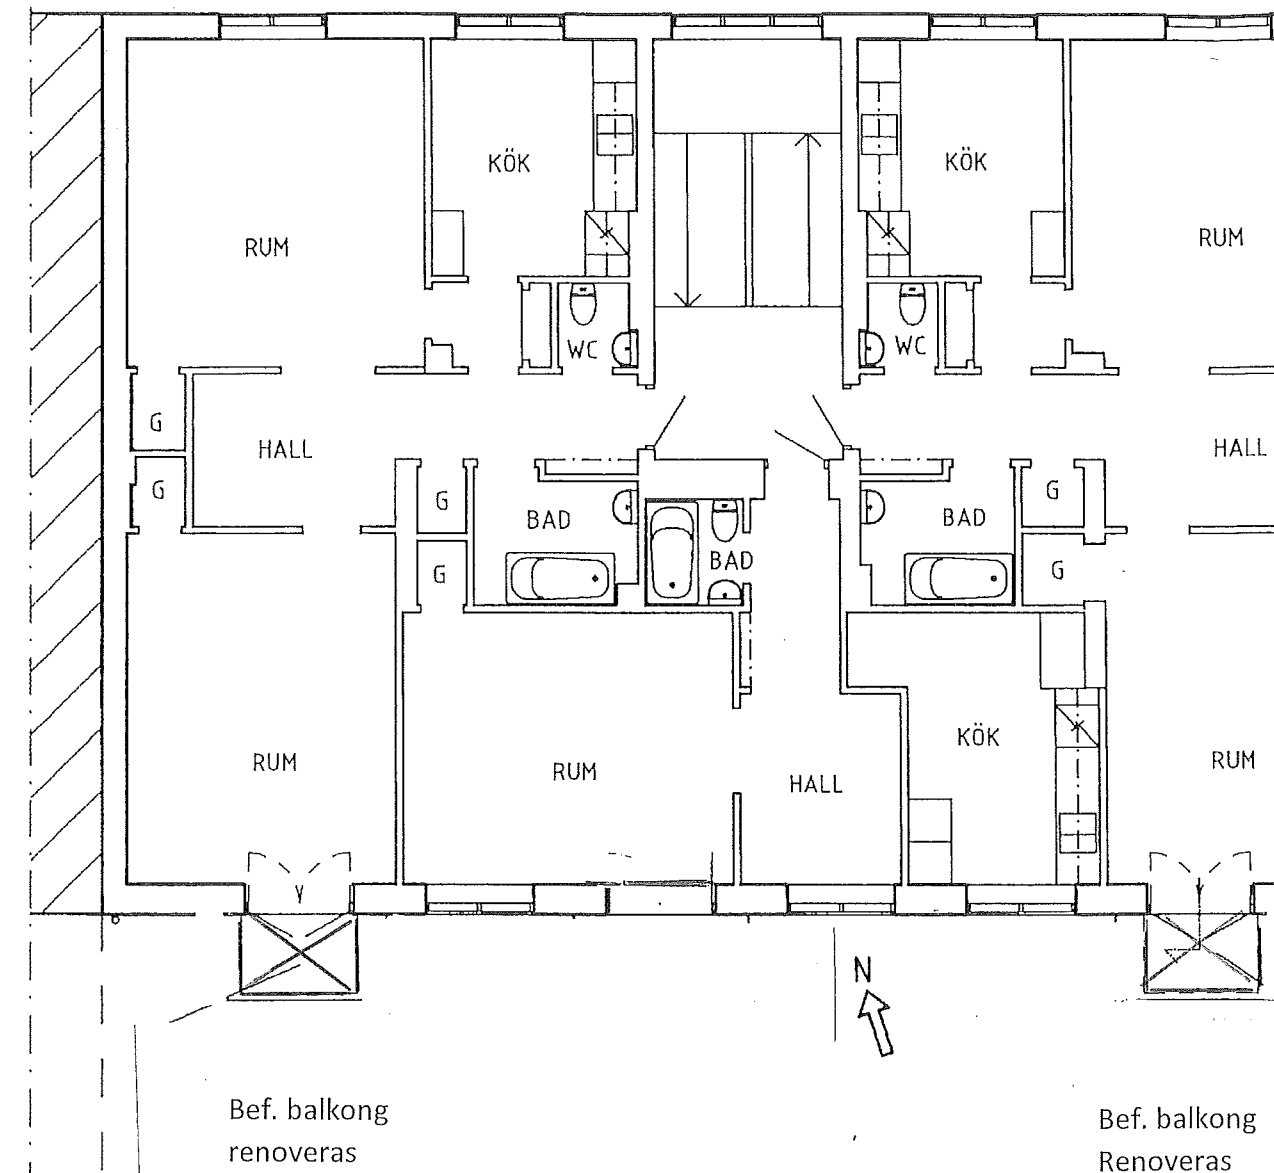 KÖK
KÖK
RUM
RUM
WC
WC
G
HALL
HALL
G
G
G
BAD
BAD
BAD
G
G
RUM
RUM
HALL
KÖK
RUM
N
Bef. balkong
renoveras
Bef. balkong
Renoveras